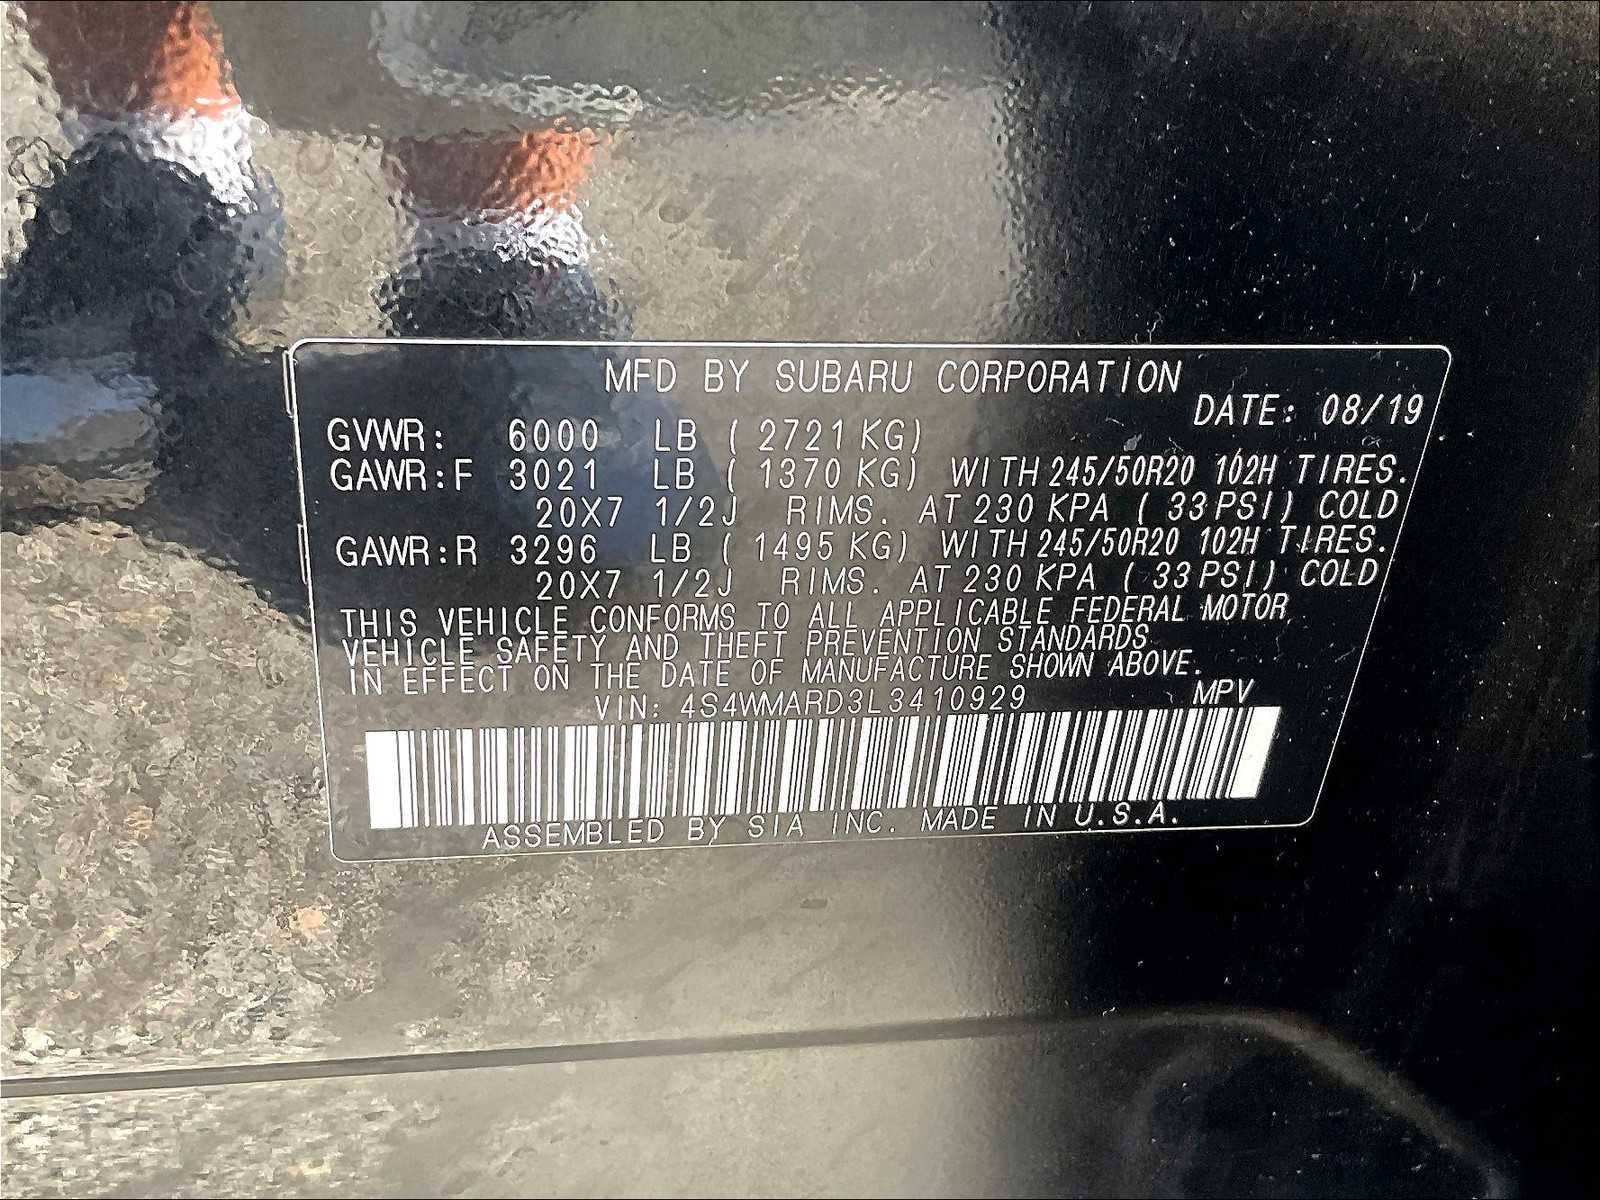 MFD BY SUBARU CORPORATION
DATE: 08/19
GVWR: 6000 LB ( 2721 KG)
GAWR:F 3021 LB ( 1370 KG) WITH 245/50R20 102H TIRES.
20X7 1/2J RIMS. AT 230 KPA ( 33 PSI) COLD
GAWR:R 3296 LB ( 1495 KG) WITH 245/50R20 102H TIRES.
20X7 1/2J RIMS. AT 230 KPA ( 33 PSI) COLD
THIS VEHICLE CONFORMS TO ALL APPLICABLE FEDERAL MOTOR
VEHICLE SAFETY AND THEFT PREVENTION STANDARDS
IN EFFECT ON THE DATE OF MANUFACTURE SHOWN ABOVE.
VIN: 4S4WMARD3L3410929 MPV
ASSEMBLED BY SIA INC. MADE IN U.S.A.